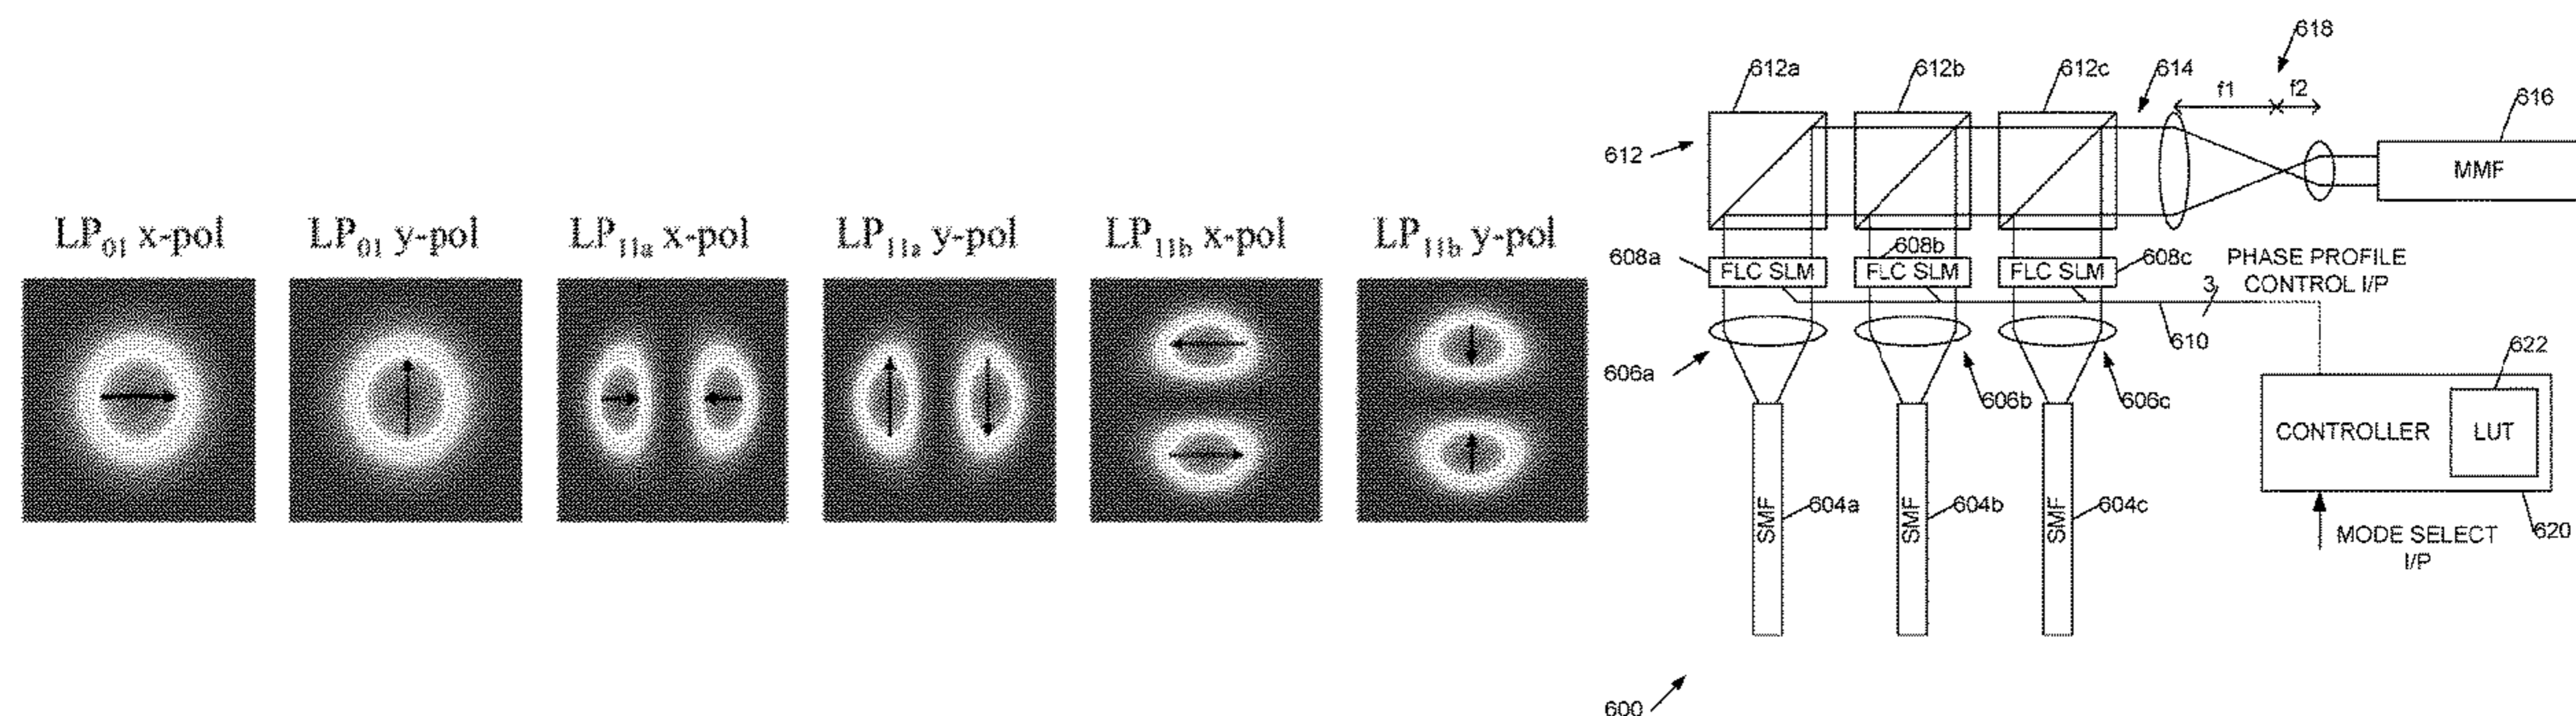 LP01 x-pol
LP01 y-pol
LP11a x-pol
LP11a y-pol
LP11b x-pol
LP11b y-pol
618
612a
612b
612c
614
f1
f2
616
612
MMF
608a
608b
608c
FLC SLM
FLC SLM
FLC SLM
PHASE PROFILE
CONTROL I/P
3
610
622
606a
606b
606c
CONTROLLER
LUT
SMF
604a
SMF
604b
SMF
604c
620
MODE SELECT
I/P
600